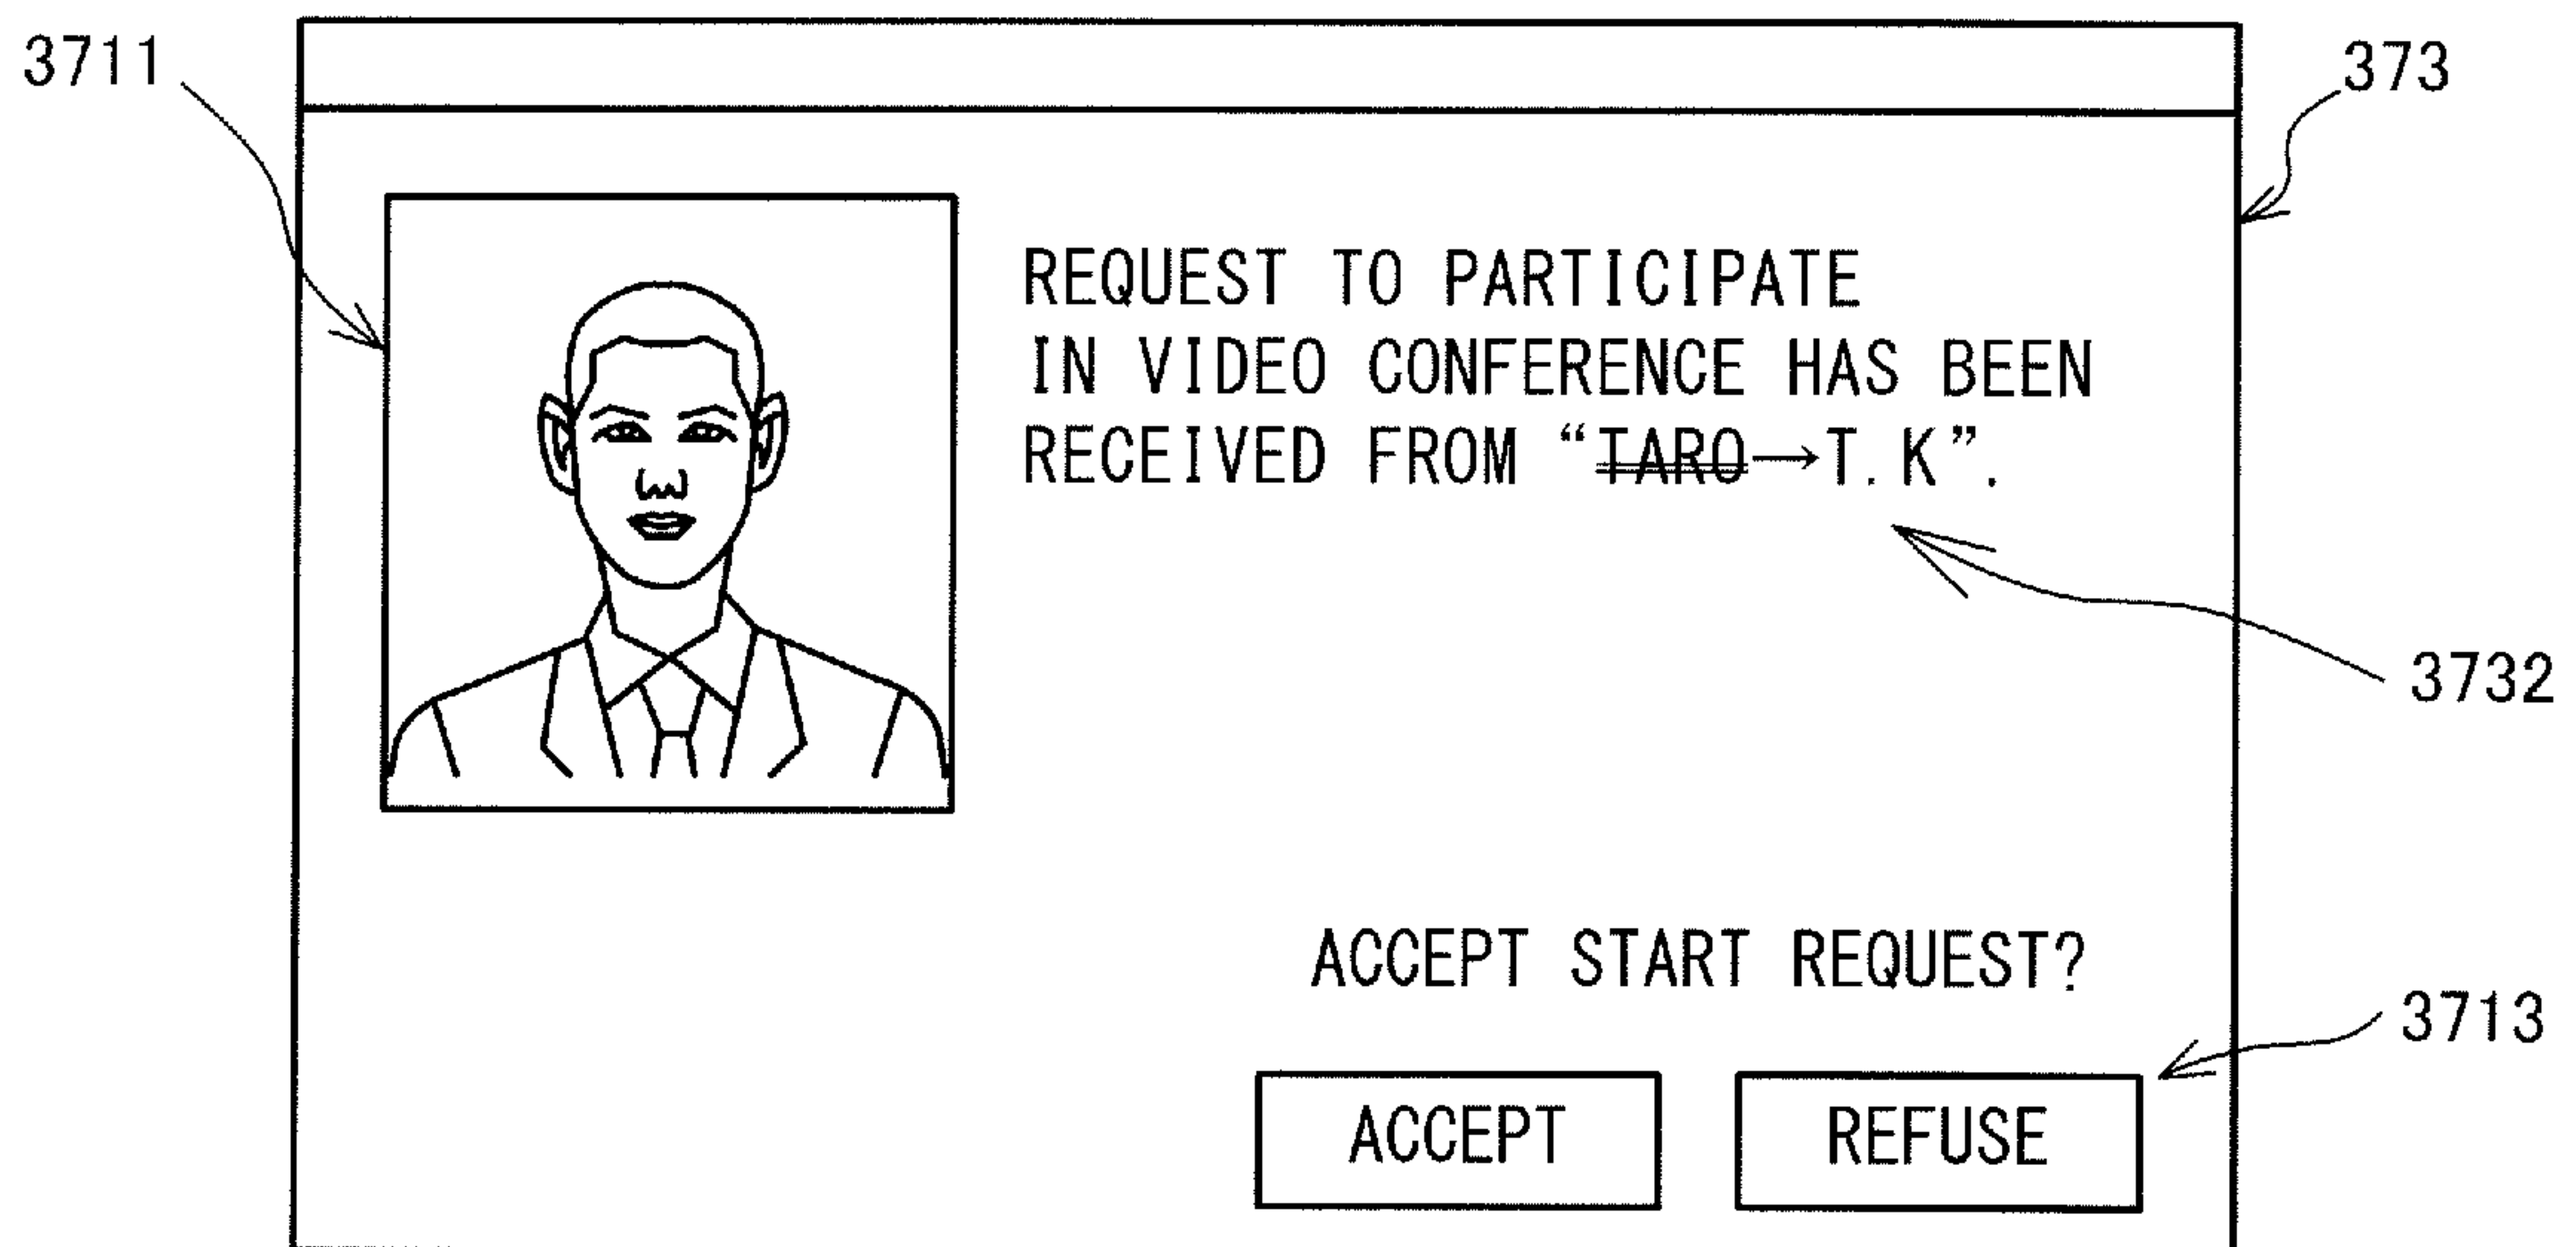 3711
373
REQUEST TO PARTICIPATE
IN VIDEO CONFERENCE HAS BEEN
RECEIVED FROM “TARO→T.K”.
3732
ACCEPT START REQUEST?
3713
ACCEPT
REFUSE